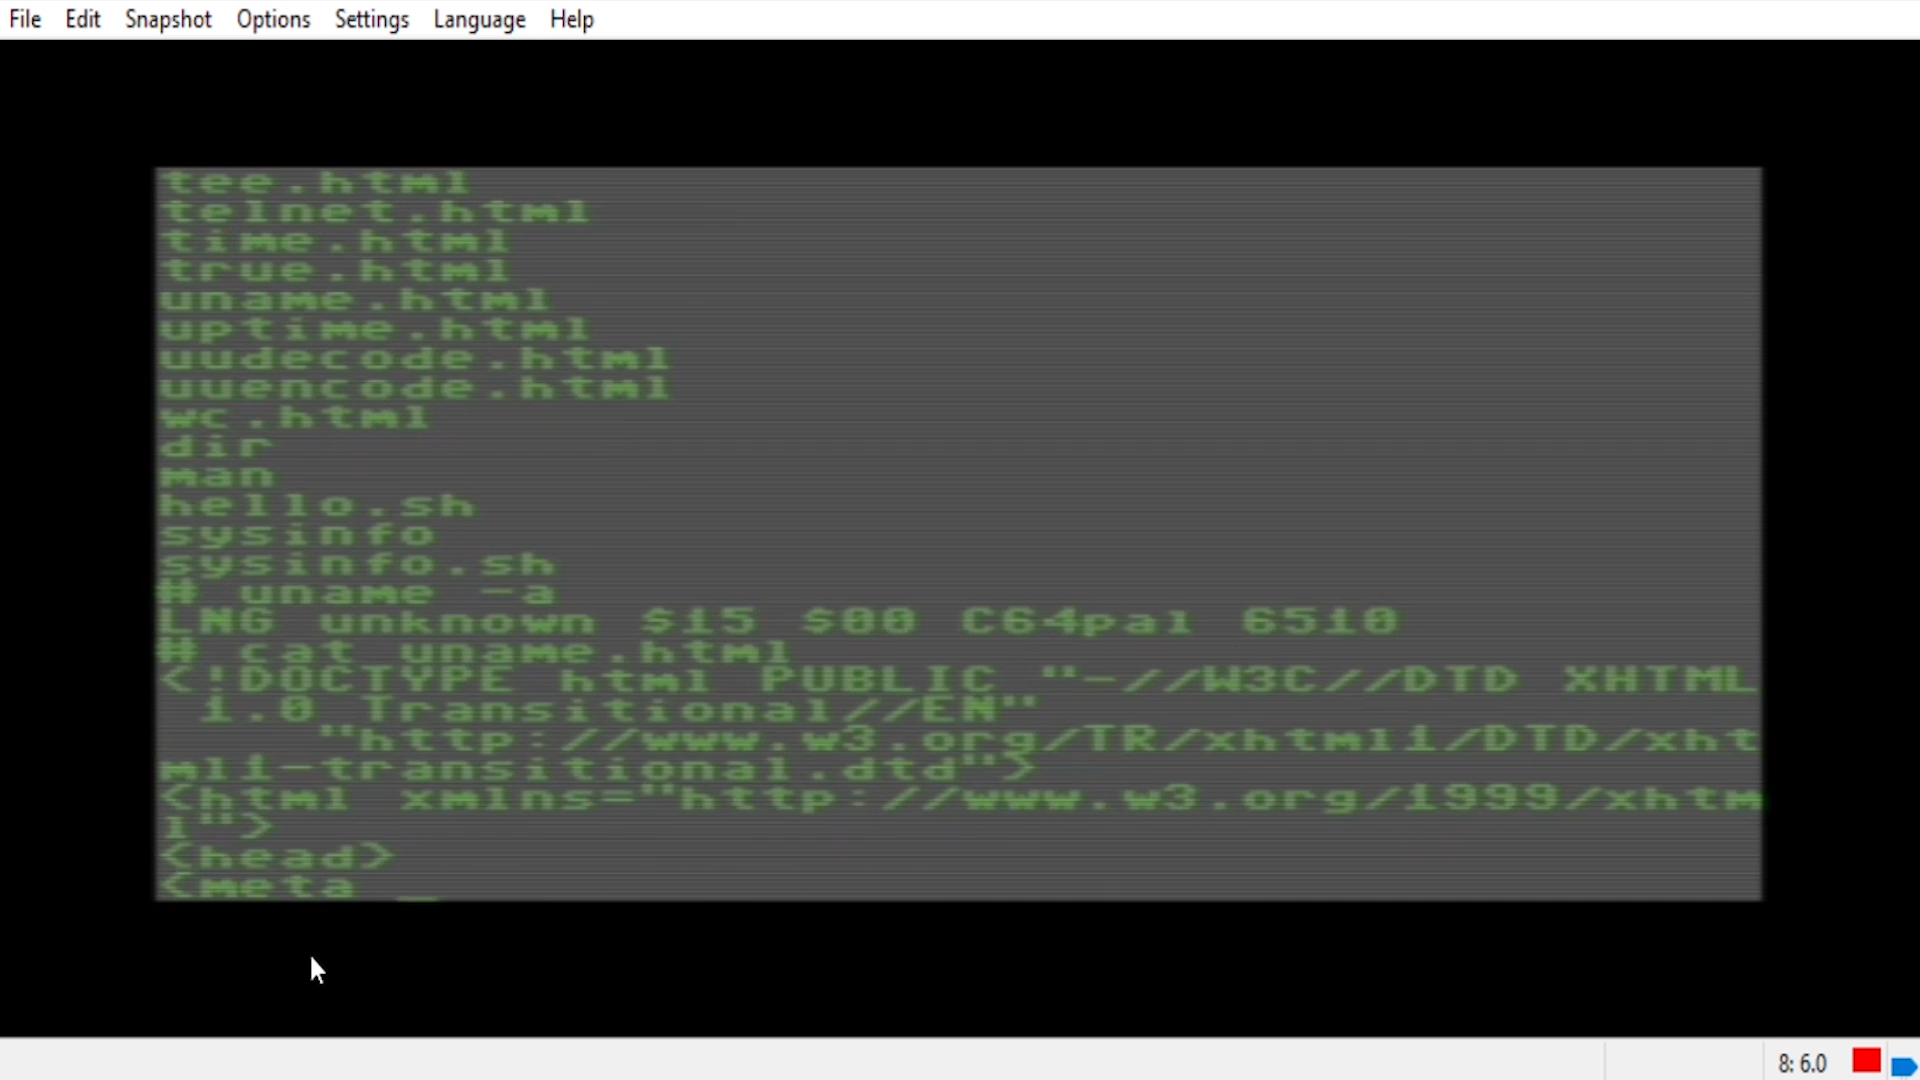 File Edit Snapshot Options Settings Language Help
tee.html
telnet.html
time.html
true.html
uname.html
uptime.html
uudecode.html
uuencode.html
wc.html
dir
man
hello.sh
sysinfo
sysinfo.sh
# uname -a
LNG unknown $15 $00 C64pal 6510
# cat uname.html
<!DOCTYPE html PUBLIC "-//W3C//DTD XHTML
1.0 Transitional//EN"
"http://www.w3.org/TR/xhtml1/DTD/xht
ml1-transitional.dtd">
<html xmlns="http://www.w3.org/1999/xhtm
l">
<head>
<meta _
8: 6.0